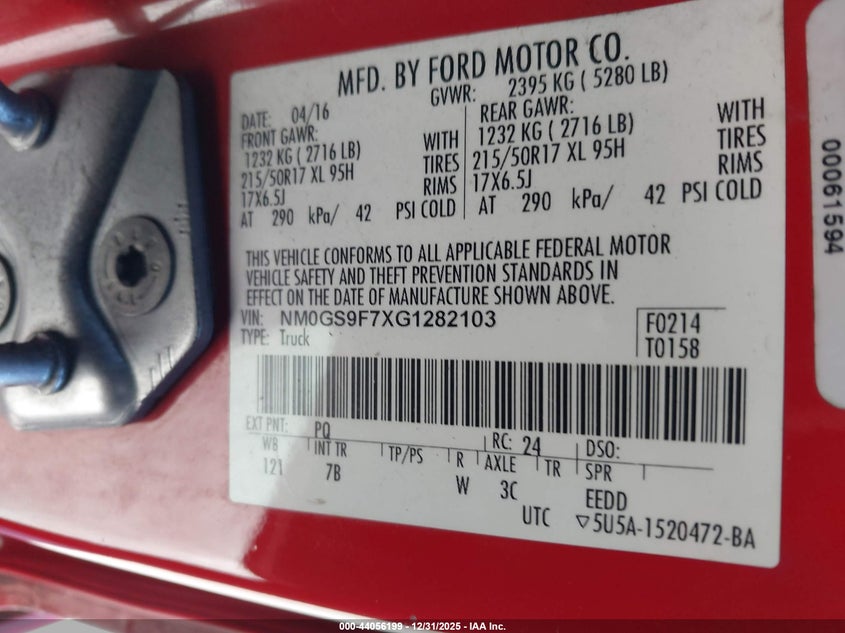 MFD. BY FORD MOTOR CO.
DATE: 04/16 GVWR: 2395 KG ( 5280 LB)
FRONT GAWR: REAR GAWR:
1232 KG (2716 LB) WITH 1232 KG (2716 LB) WITH
215/50R17 XL 95H TIRES 215/50R17 XL 95H TIRES
17X6.5J RIMS 17X6.5J RIMS
AT 290 kPa/ 42 PSI COLD AT 290 kPa/ 42 PSI COLD
THIS VEHICLE CONFORMS TO ALL APPLICABLE FEDERAL MOTOR
VEHICLE SAFETY AND THEFT PREVENTION STANDARDS IN
EFFECT ON THE DATE OF MANUFACTURE SHOWN ABOVE.
VIN: NM0GS9F7XG1282103 F0214
TYPE: Truck T0158
EXT PNT: PQ RC: 24 DSO:
WB INT TR TP/PS R AXLE TR SPR
121 7B W 3C EEDD
UTC ▽5U5A-1520472-BA
00061594
000-44056199 - 12/31/2025 - IAA Inc.